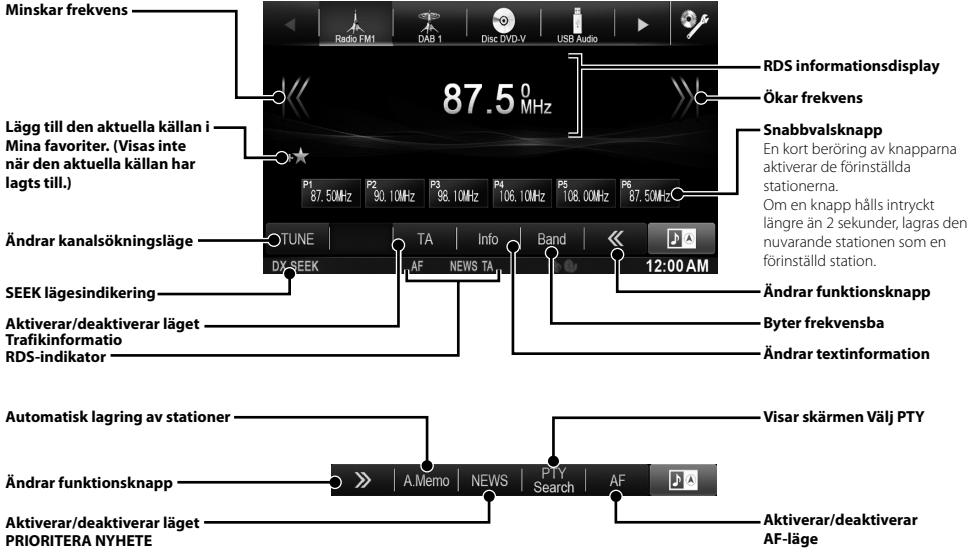 Minskar frekvens
Lägg till den aktuella källan i
Mina favoriter. (Visas inte
när den aktuella källan har
lagts till.)
Ändrar kanalsökningsläge
SEEK lägesindikering
Aktiverar/deaktiverar läget
Trafikinformatio
RDS-indikator
Radio FM1
DAB 1
Disc DVD-V
USB Audio
87.50 MHz
P1 87. 50MHz
P2 90. 10MHz
P3 98. 10MHz
P4 106. 10MHz
P5 108. 00MHz
P6 87. 50MHz
TUNE TA Info Band
DX SEEK AF NEWS TA 12:00 AM
RDS informationsdisplay
Ökar frekvens
Snabbvalsknapp
En kort beröring av knapparna
aktiverar de förinställda
stationerna.
Om en knapp hålls intryckt
längre än 2 sekunder, lagras den
nuvarande stationen som en
förinställd station.
Ändrar funktionsknapp
Byter frekvensba
Ändrar textinformation
Automatisk lagring av stationer
Ändrar funktionsknapp
Aktiverar/deaktiverar läget
PRIORITERA NYHETE
A.Memo NEWS PTY Search AF
Visar skärmen Välj PTY
Aktiverar/deaktiverar
AF-läge